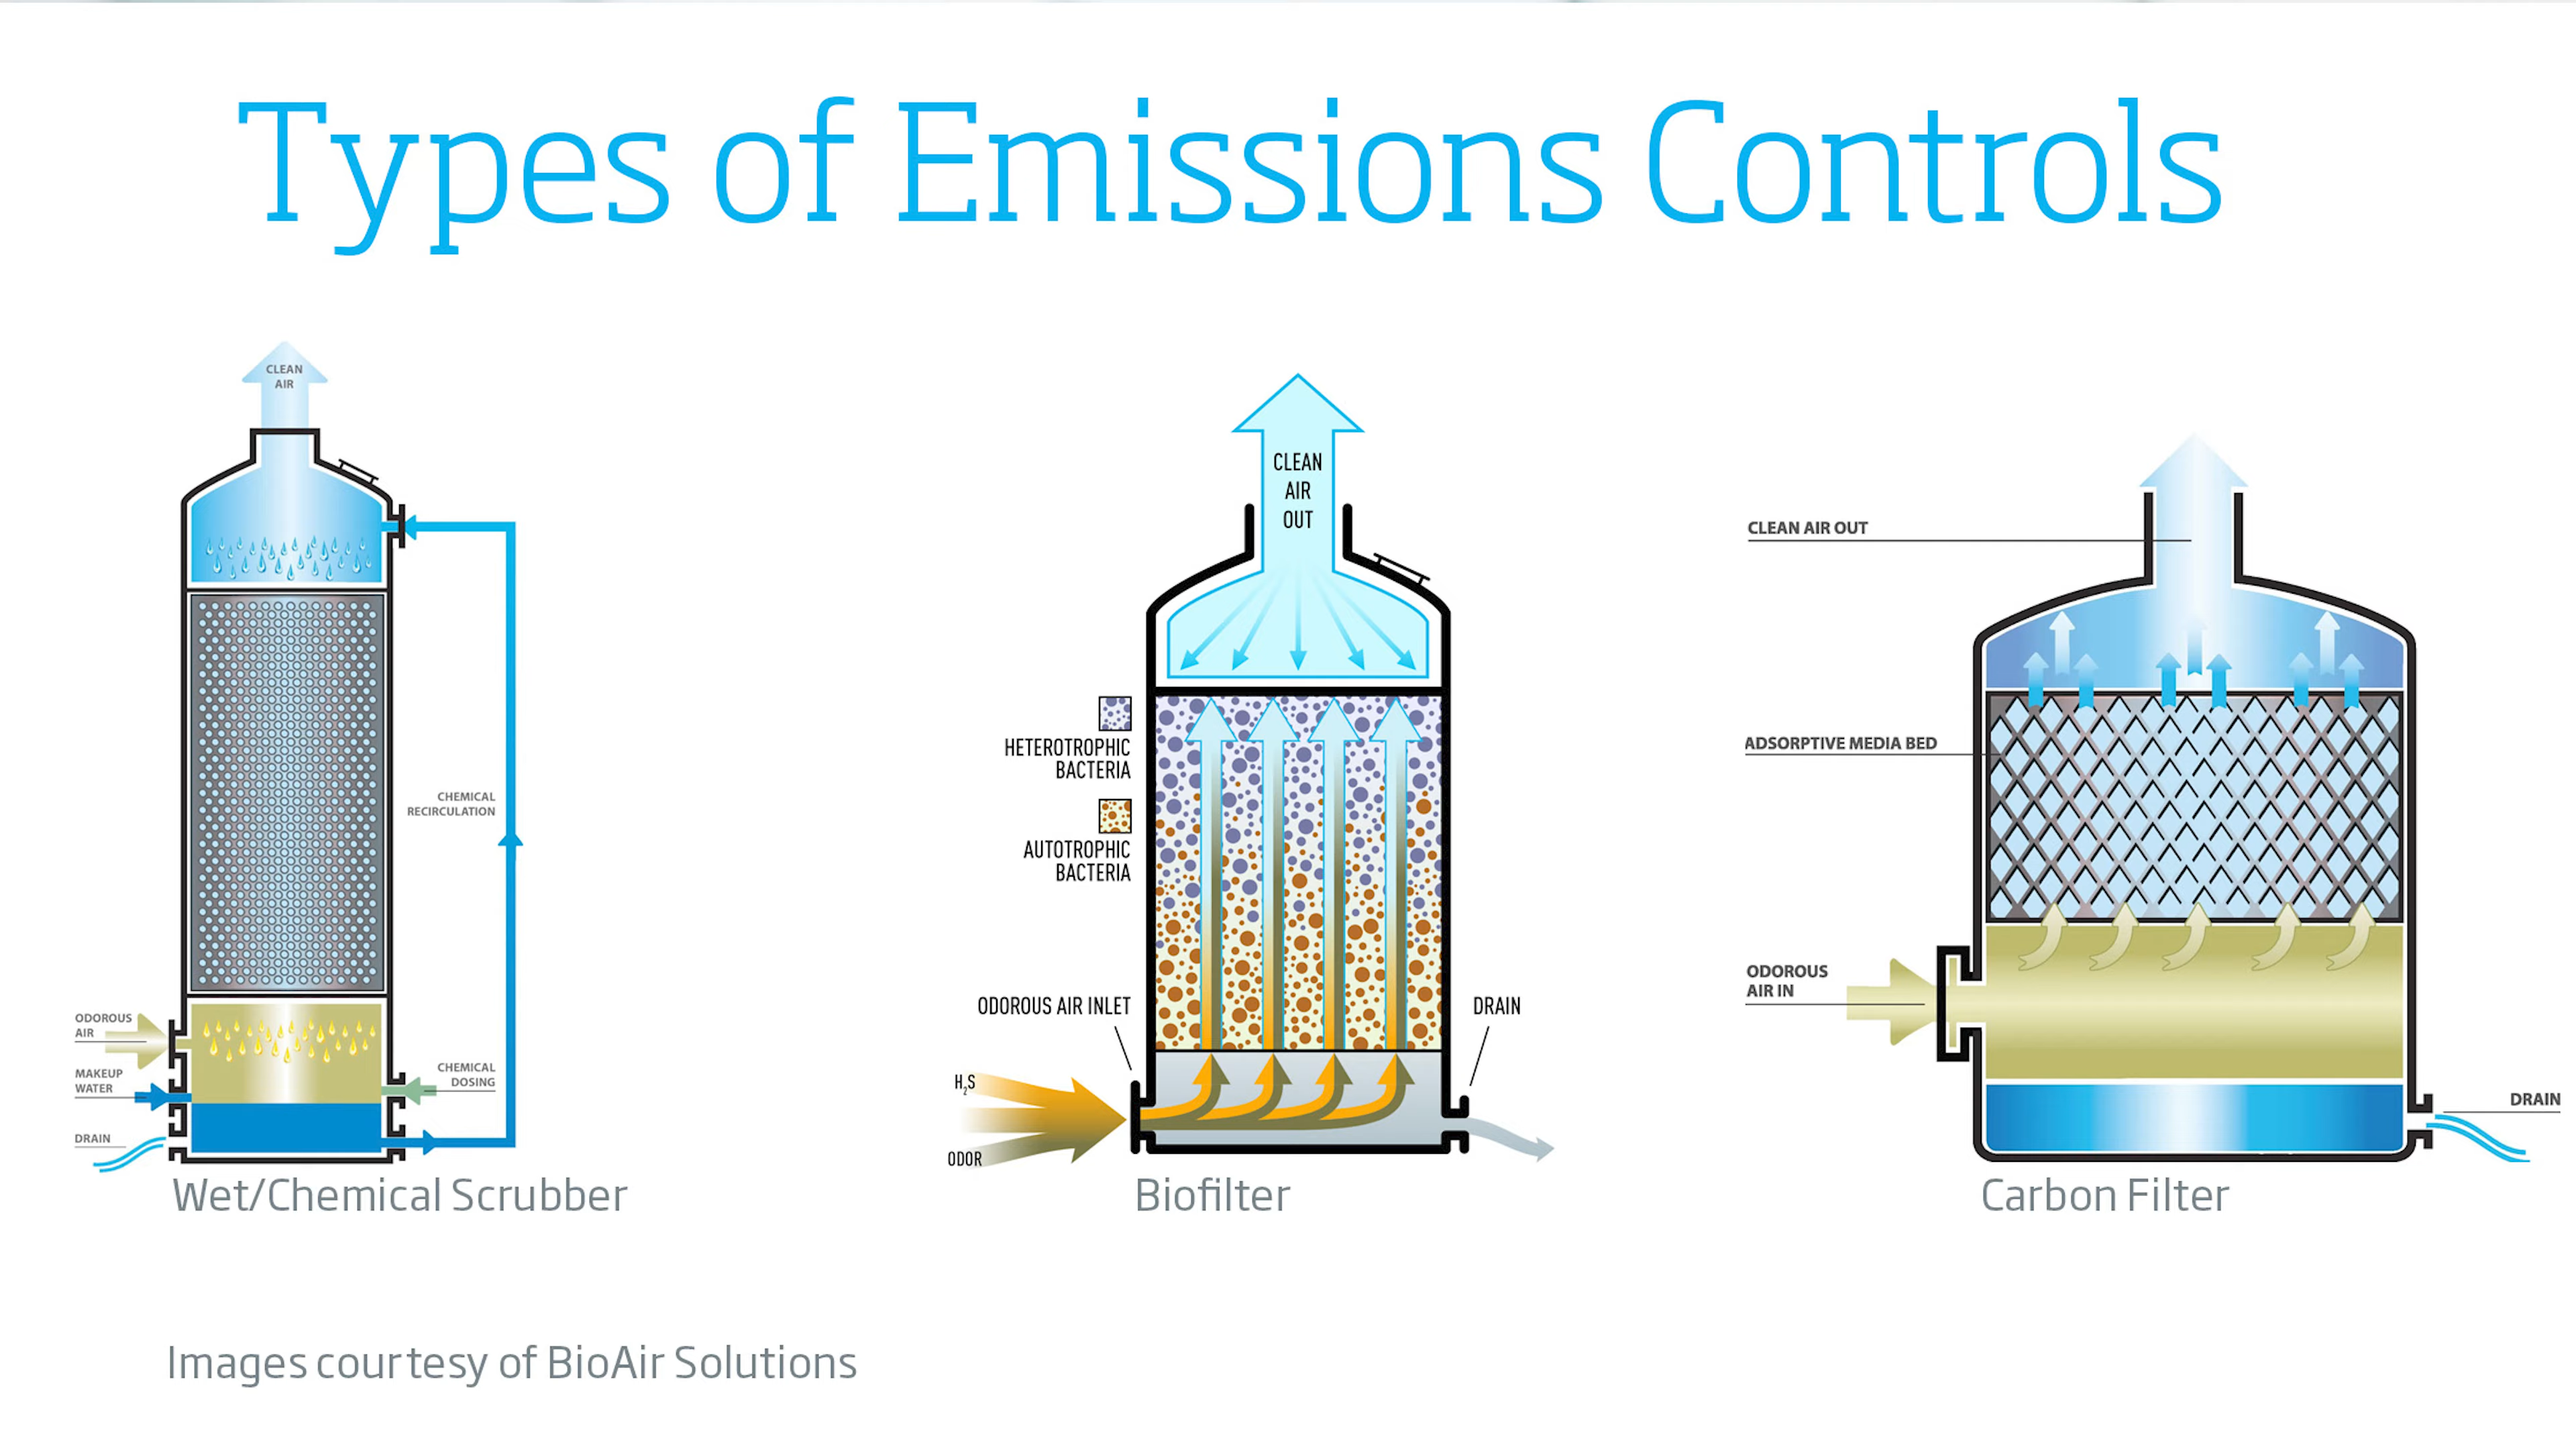 Types of Emissions Controls
CLEAN
AIR
CHEMICAL
RECIRCULATION
ODOROUS
AIR
MAKEUP
WATER
CHEMICAL
DOSING
DRAIN
Wet/Chemical Scrubber
CLEAN
AIR
OUT
HETEROTROPHIC
BACTERIA
AUTOTROPHIC
BACTERIA
ODOROUS AIR INLET
DRAIN
H₂S
ODOR
Biofilter
CLEAN AIR OUT
ADSORPTIVE MEDIA BED
ODOROUS
AIR IN
DRAIN
Carbon Filter
Images courtesy of BioAir Solutions